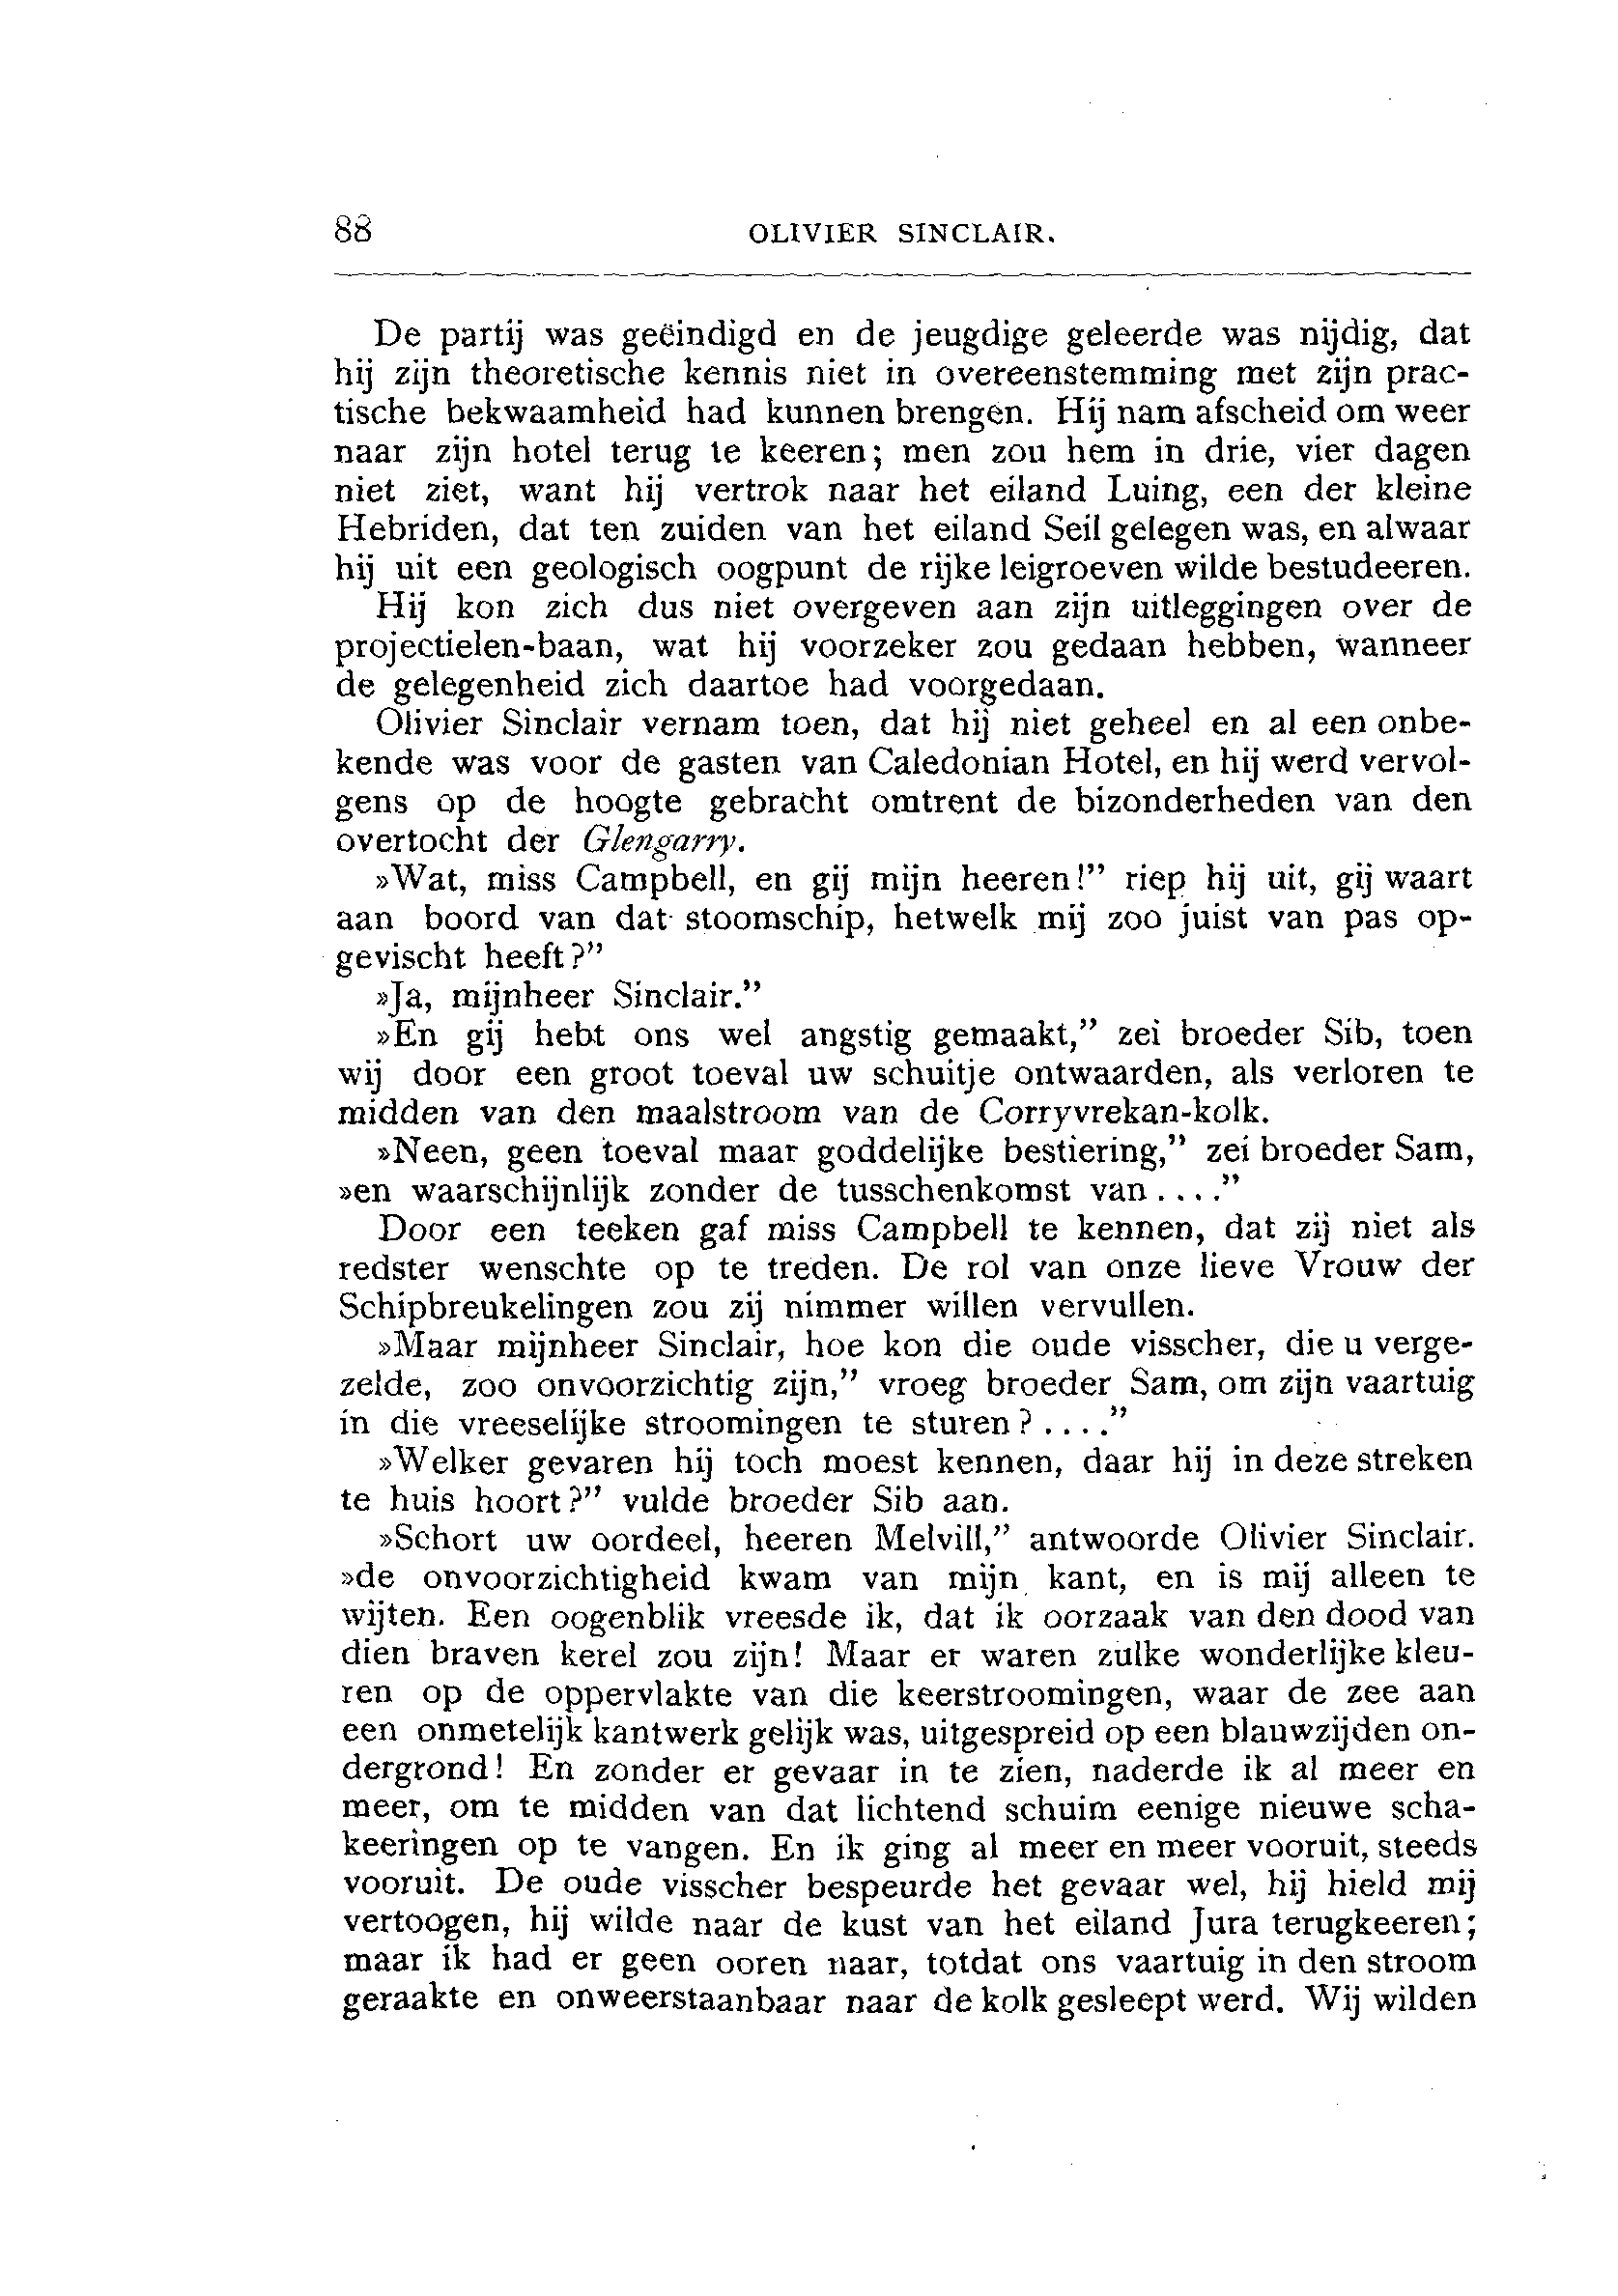 88 OLIVIER SINCLAIR.
De partij was geëindigd en de jeugdige geleerde was nijdig, dat
hij zijn theoretische kennis niet in overeenstemming met zijn prac-
tische bekwaamheid had kunnen brengen. Hij nam afscheid om weer
naar zijn hotel terug te keeren; men zou hem in drie, vier dagen
niet ziet, want hij vertrok naar het eiland Luing, een der kleine
Hebriden, dat ten zuiden van het eiland Seil gelegen was, en alwaar
hij uit een geologisch oogpunt de rijke leigroeven wilde bestudeeren.
Hij kon zich dus niet overgeven aan zijn uitleggingen over de
projectielen-baan, wat hij voorzeker zou gedaan hebben, wanneer
de gelegenheid zich daartoe had voorgedaan.
Olivier Sinclair vernam toen, dat hij niet geheel en al een onbe-
kende was voor de gasten van Caledonian Hotel, en hij werd vervol-
gens op de hoogte gebracht omtrent de bizonderheden van den
overtocht der Glengarry.
»Wat, miss Campbell, en gij mijn heeren!” riep hij uit, gij waart
aan boord van dat stoomschip, hetwelk mij zoo juist van pas op-
gevischt heeft?”
»Ja, mijnheer Sinclair.”
»En gij hebt ons wel angstig gemaakt,” zei broeder Sib, toen
wij door een groot toeval uw schuitje ontwaarden, als verloren te
midden van den maalstroom van de Corryvrekan-kolk.
»Neen, geen toeval maar goddelijke bestiering,” zei broeder Sam,
»en waarschijnlijk zonder de tusschenkomst van....”
Door een teeken gaf miss Campbell te kennen, dat zij niet als
redster wenschte op te treden. De rol van onze lieve Vrouw der
Schipbreukelingen zou zij nimmer willen vervullen.
»Maar mijnheer Sinclair, hoe kon die oude visscher, die u verge-
zelde, zoo onvoorzichtig zijn,” vroeg broeder Sam, om zijn vaartuig
in die vreeselijke stroomingen te sturen?....”
»Welker gevaren hij toch moest kennen, daar hij in deze streken
te huis hoort?” vulde broeder Sib aan.
»Schort uw oordeel, heeren Melvill,” antwoorde Olivier Sinclair.
»de onvoorzichtigheid kwam van mijn kant, en is mij alleen te
wijten. Een oogenblik vreesde ik, dat ik oorzaak van den dood van
dien braven kerel zou zijn! Maar er waren zulke wonderlijke kleu-
ren op de oppervlakte van die keerstroomingen, waar de zee aan
een onmetelijk kantwerk gelijk was, uitgespreid op een blauwzijden on-
dergrond! En zonder er gevaar in te zien, naderde ik al meer en
meer, om te midden van dat lichtend schuim eenige nieuwe scha-
keeringen op te vangen. En ik ging al meer en meer vooruit, steeds
vooruit. De oude visscher bespeurde het gevaar wel, hij hield mij
vertoogen, hij wilde naar de kust van het eiland Jura terugkeeren;
maar ik had er geen ooren naar, totdat ons vaartuig in den stroom
geraakte en onweerstaanbaar naar de kolk gesleept werd. Wij wilden